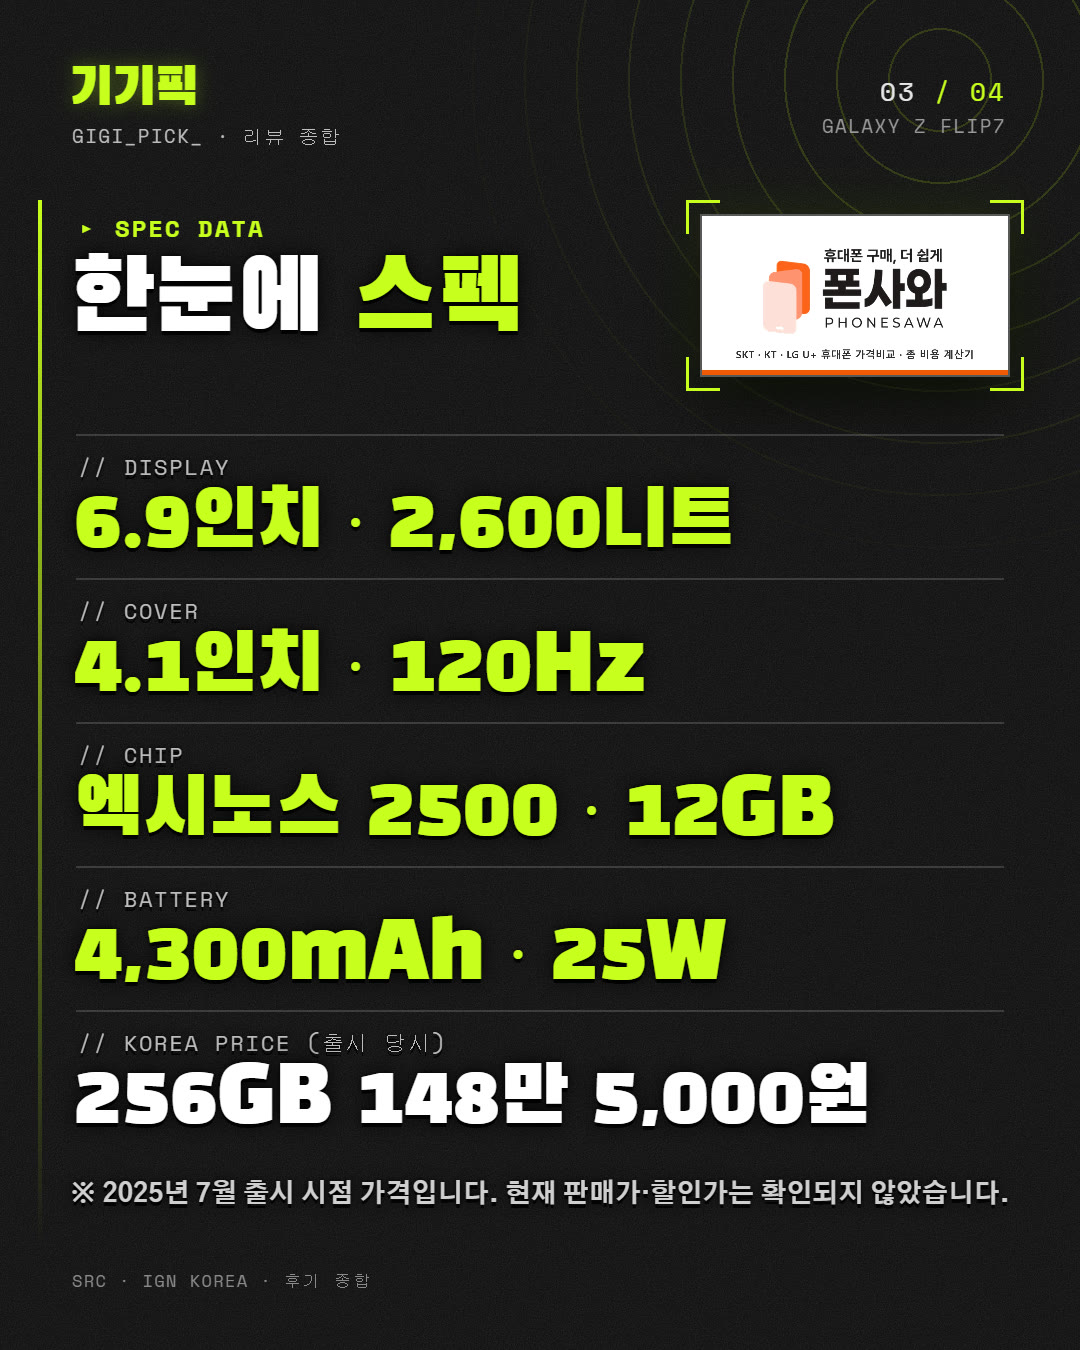 기기픽
GIGI_PICK_ · 리뷰 종합
03 / 04
GALAXY Z FLIP7
▸ SPEC DATA
한눈에 스펙
휴대폰 구매, 더 쉽게
폰사와
PHONESAWA
SKT · KT · LG U+ 휴대폰 가격비교 · 총 비용 계산기
// DISPLAY
6.9인치 · 2,600니트
// COVER
4.1인치 · 120Hz
// CHIP
엑시노스 2500 · 12GB
// BATTERY
4,300mAh · 25W
// KOREA PRICE (출시 당시)
256GB 148만 5,000원
※ 2025년 7월 출시 시점 가격입니다. 현재 판매가·할인가는 확인되지 않았습니다.
SRC · IGN KOREA · 후기 종합